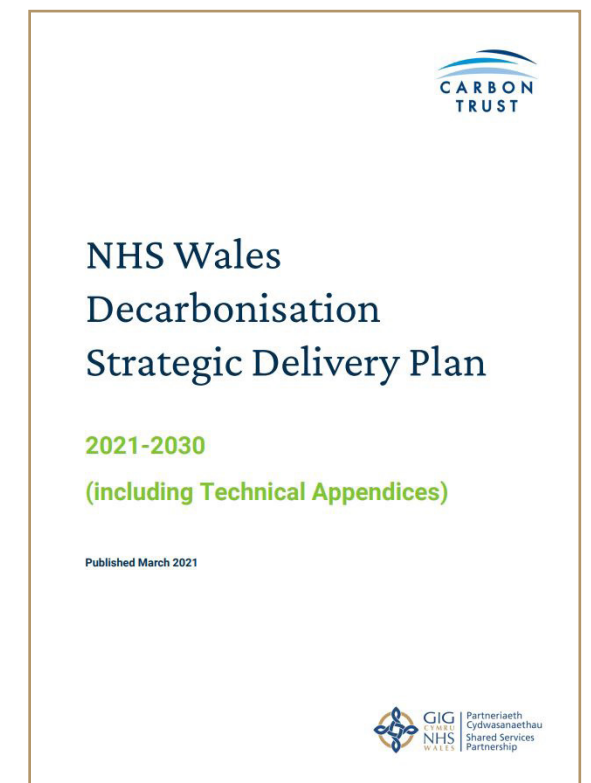 CARBON
TRUST
NHS Wales
Decarbonisation
Strategic Delivery Plan
2021-2030
(including Technical Appendices)
Published March 2021
GIG
CYMRU
NHS
WALES
Partneriaeth
Cydwasanaethau
Shared Services
Partnership